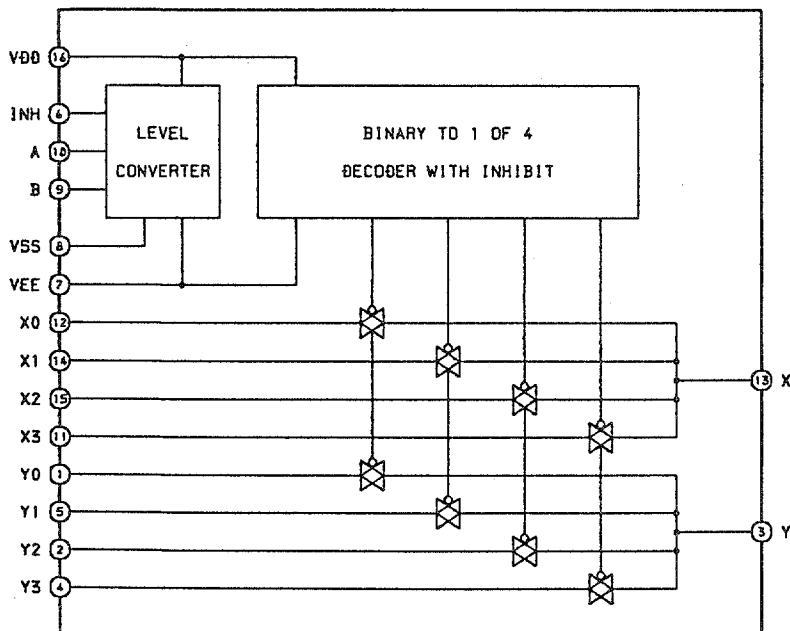 VDD 16
INH 6
A 10
B 9
VSS 8
VEE 7
X0 12
X1 14
X2 15
X3 11
Y0 1
Y1 5
Y2 2
Y3 4
LEVEL
CONVERTER
BINARY TO 1 OF 4
DECODER WITH INHIBIT
13 X
3 Y